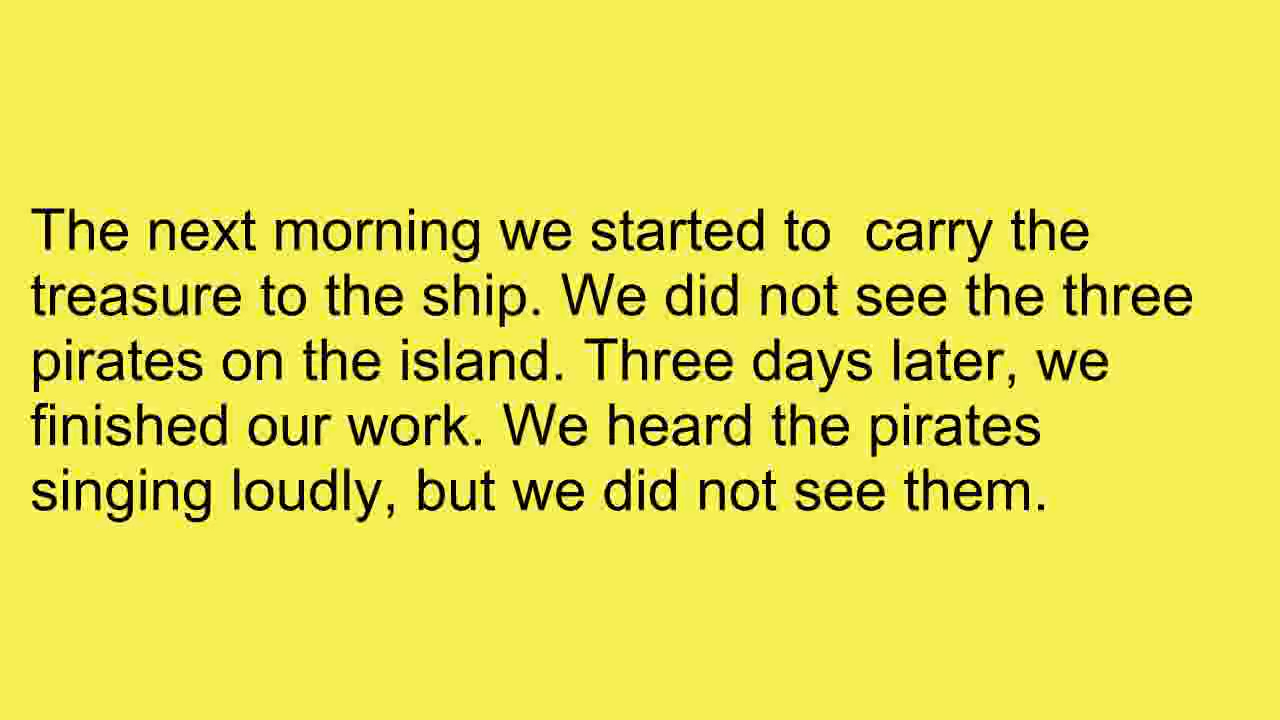 The next morning we started to  carry the
treasure to the ship. We did not see the three
pirates on the island. Three days later, we
finished our work. We heard the pirates
singing loudly, but we did not see them.